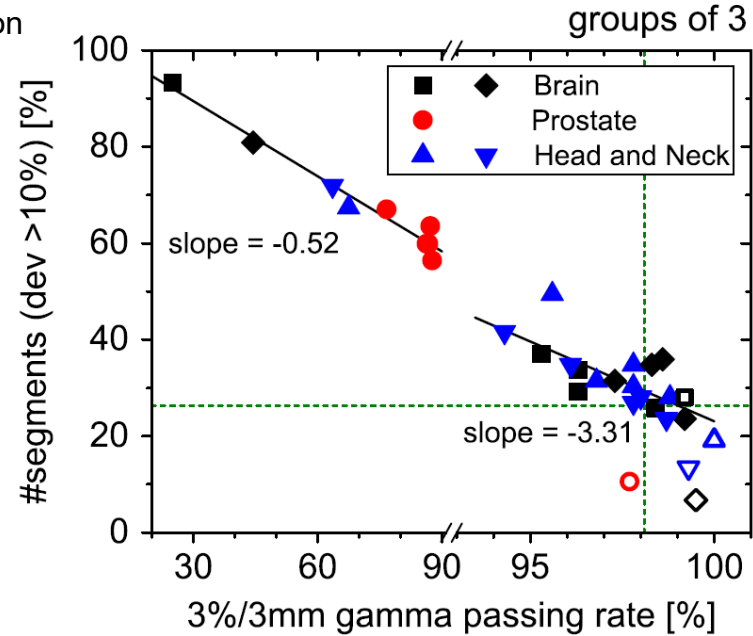 on
groups of 3
100
80
60
40
20
0
#segments (dev >10%) [%]
Brain
Prostate
Head and Neck
slope = -0.52
slope = -3.31
30 60 90 95 100
3%/3mm gamma passing rate [%]